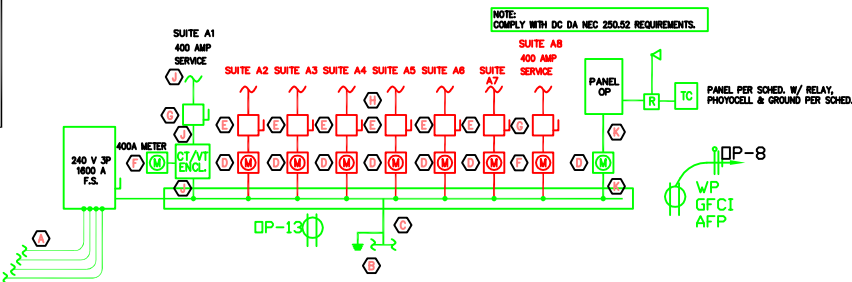 NOTE:
COMPLY WITH DC DA NEC 250.52 REQUIREMENTS.
SUITE A1
400 AMP
SERVICE
J
G
J
400A METER
F
M
CT/VT
ENCL.
J
240 V 3P
1600 A
F.S.
A
SUITE A2
SUITE A3
SUITE A4
SUITE A5
SUITE A6
SUITE
A7
SUITE A8
400 AMP
SERVICE
H
E
E
E
E
E
E
G
D
M
D
M
D
M
D
M
D
M
D
M
F
M
PANEL
OP
K
D
M
K
R
TC
PANEL PER SCHED. W/ RELAY,
PHOYOCELL & GROUND PER SCHED.
OP-8
WP
GFCI
AFP
OP-13
C
B